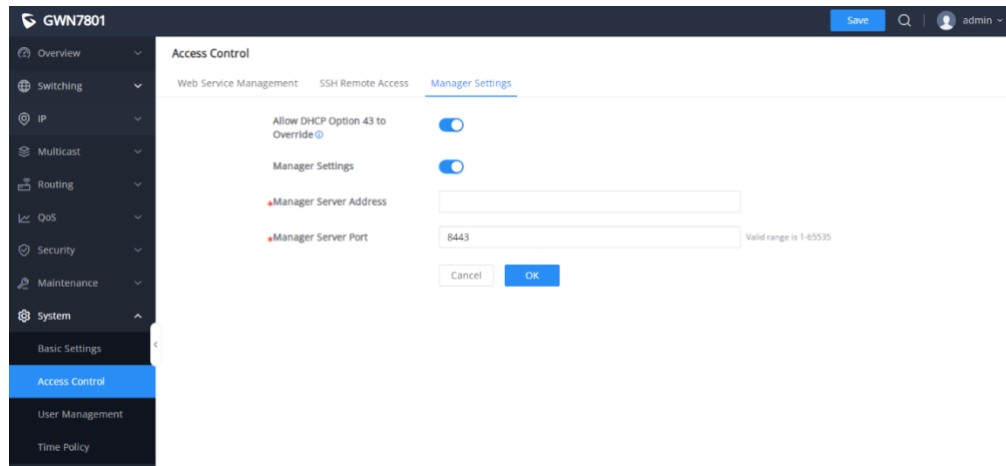 GWN7801
Save
admin
Overview
Switching
IP
Multicast
Routing
QoS
Security
Maintenance
System
Basic Settings
Access Control
User Management
Time Policy
Access Control
Web Service Management SSH Remote Access Manager Settings
Allow DHCP Option 43 to
Override
Manager Settings
*Manager Server Address
*Manager Server Port 8443 Valid range is 1-65535
Cancel OK